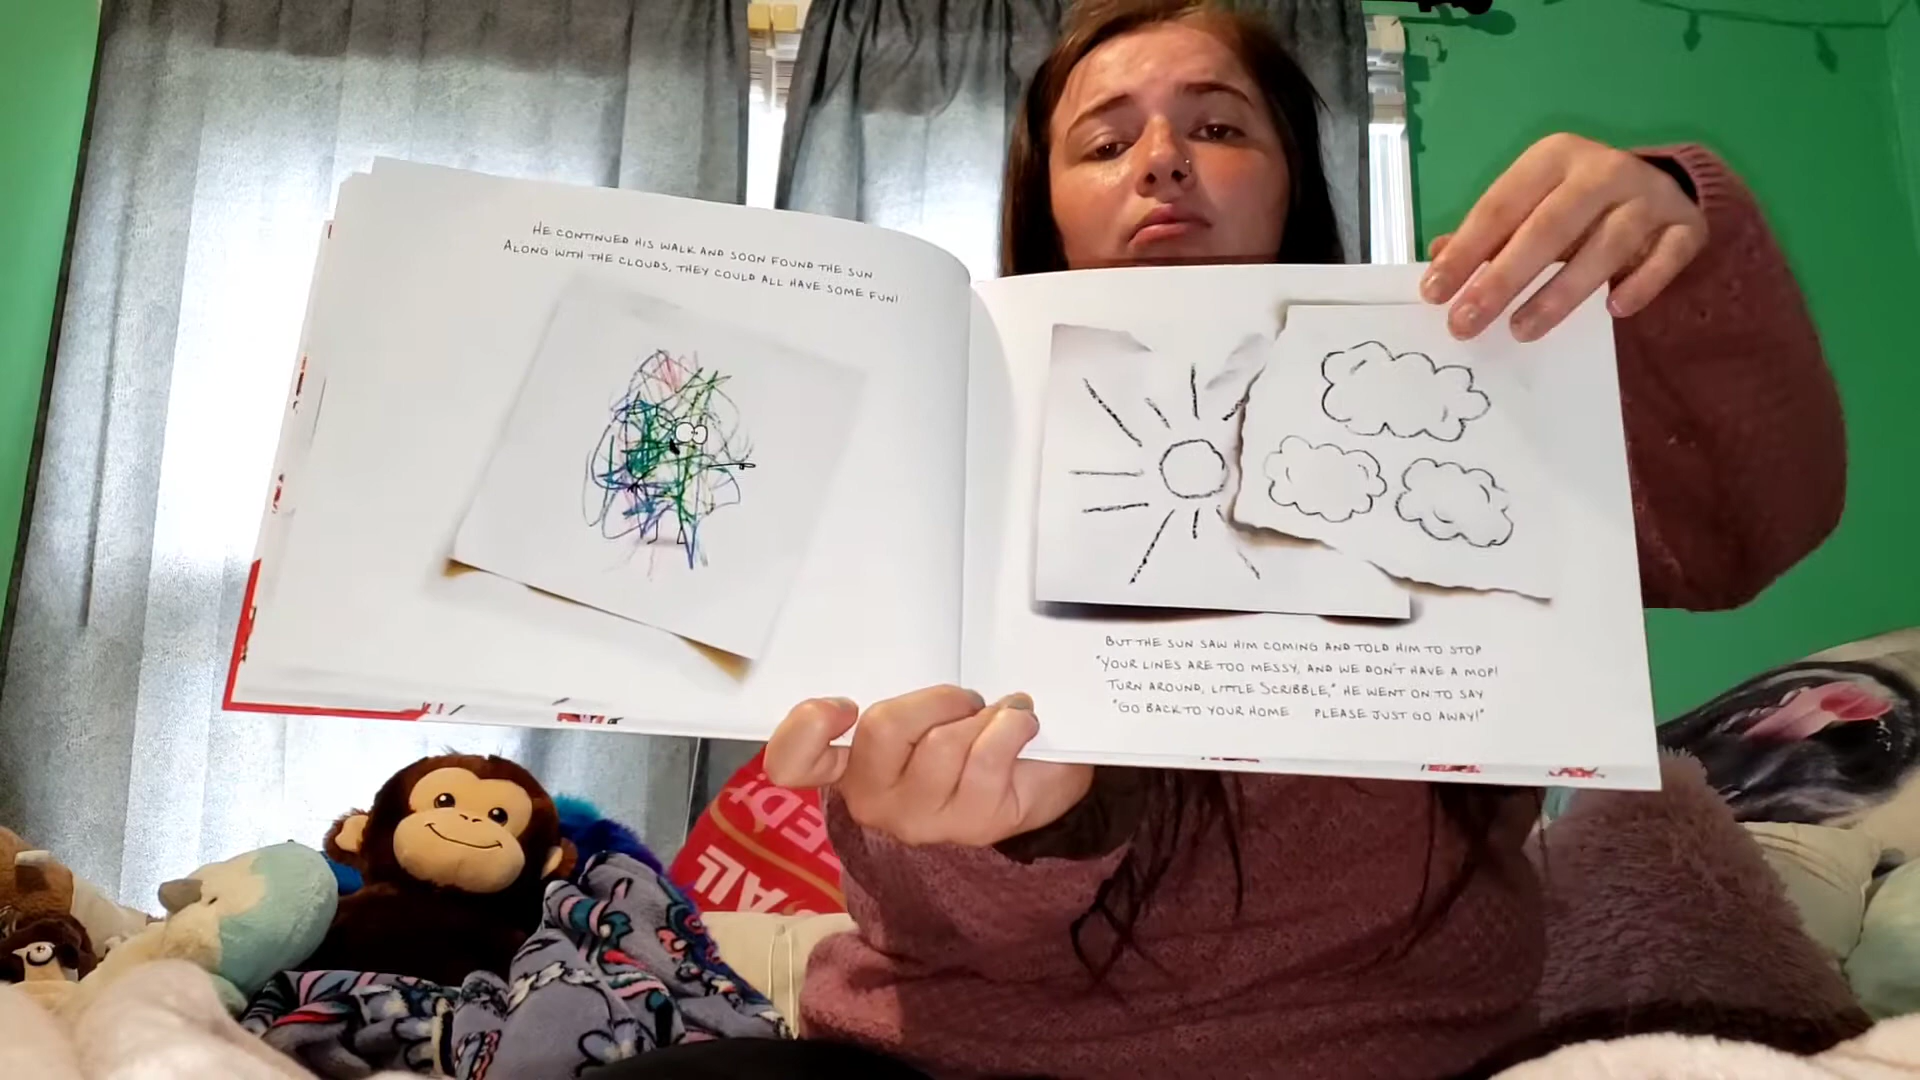 HE CONTINUED HIS WALK AND SOON FOUND THE SUN
ALONG WITH THE CLOUDS, THEY COULD ALL HAVE SOME FUN!
BUT THE SUN SAW HIM COMING AND TOLD HIM TO STOP
"YOUR LINES ARE TOO MESSY, AND WE DON'T HAVE A MOP!
TURN AROUND, LITTLE SCRIBBLE," HE WENT ON TO SAY
"GO BACK TO YOUR HOME PLEASE JUST GO AWAY!"